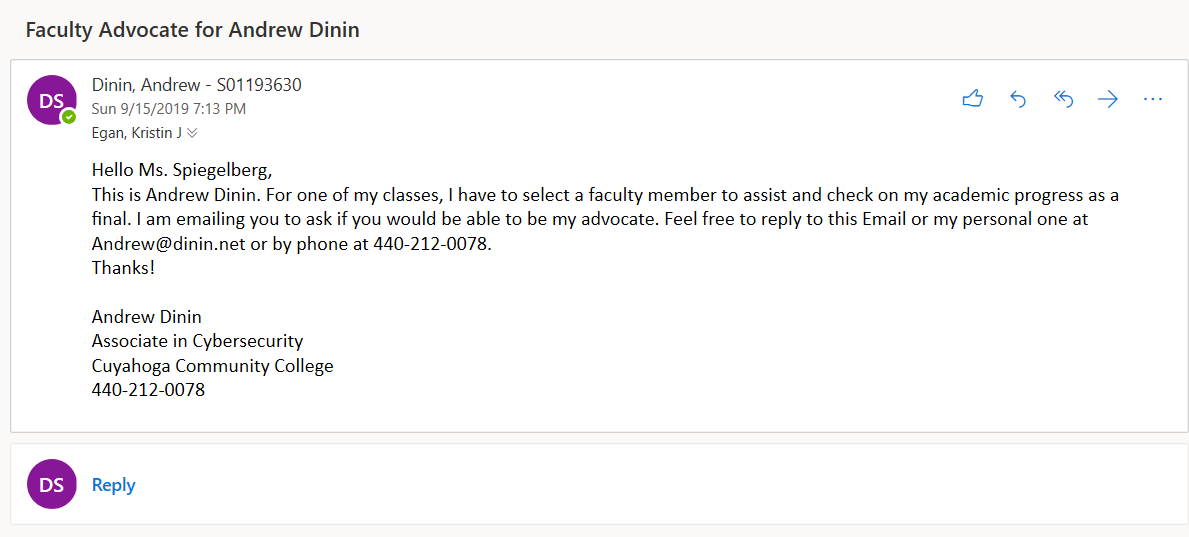 Faculty Advocate for Andrew Dinin
DS
Dinin, Andrew - S01193630
Sun 9/15/2019 7:13 PM
Egan, Kristin J
Hello Ms. Spiegelberg,
This is Andrew Dinin. For one of my classes, I have to select a faculty member to assist and check on my academic progress as a
final. I am emailing you to ask if you would be able to be my advocate. Feel free to reply to this Email or my personal one at
Andrew@dinin.net or by phone at 440-212-0078.
Thanks!
Andrew Dinin
Associate in Cybersecurity
Cuyahoga Community College
440-212-0078
DS
Reply